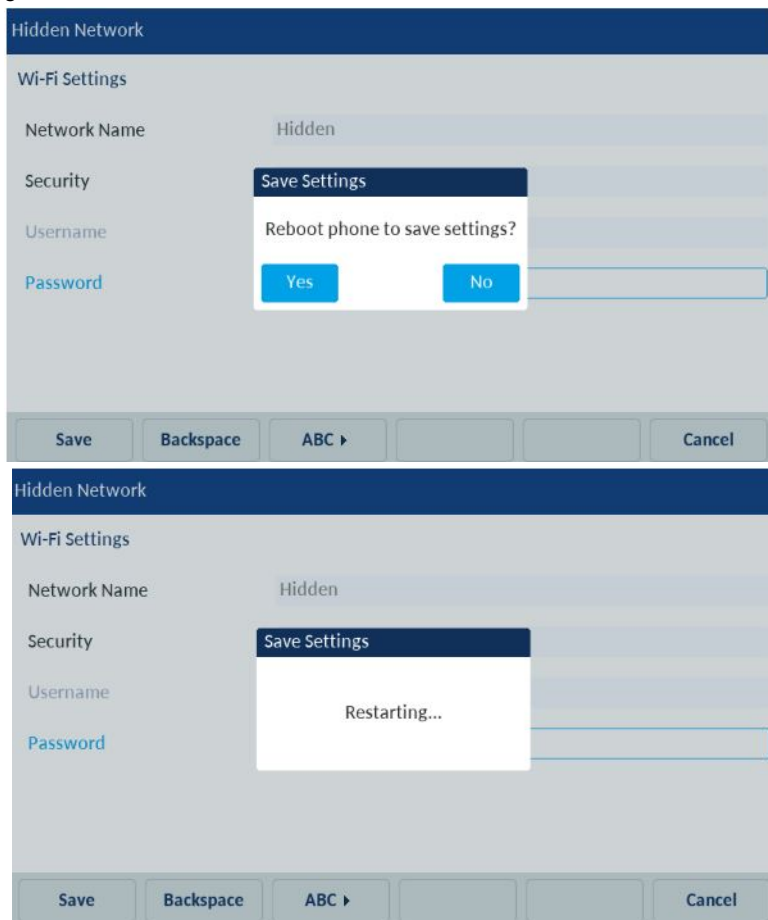 Hidden Network
Wi-Fi Settings
Network Name Hidden
Security
Save Settings
Username
Reboot phone to save settings?
Password
Yes No
Save Backspace ABC ▸ Cancel
Hidden Network
Wi-Fi Settings
Network Name Hidden
Security
Save Settings
Username
Restarting...
Password
Save Backspace ABC ▸ Cancel